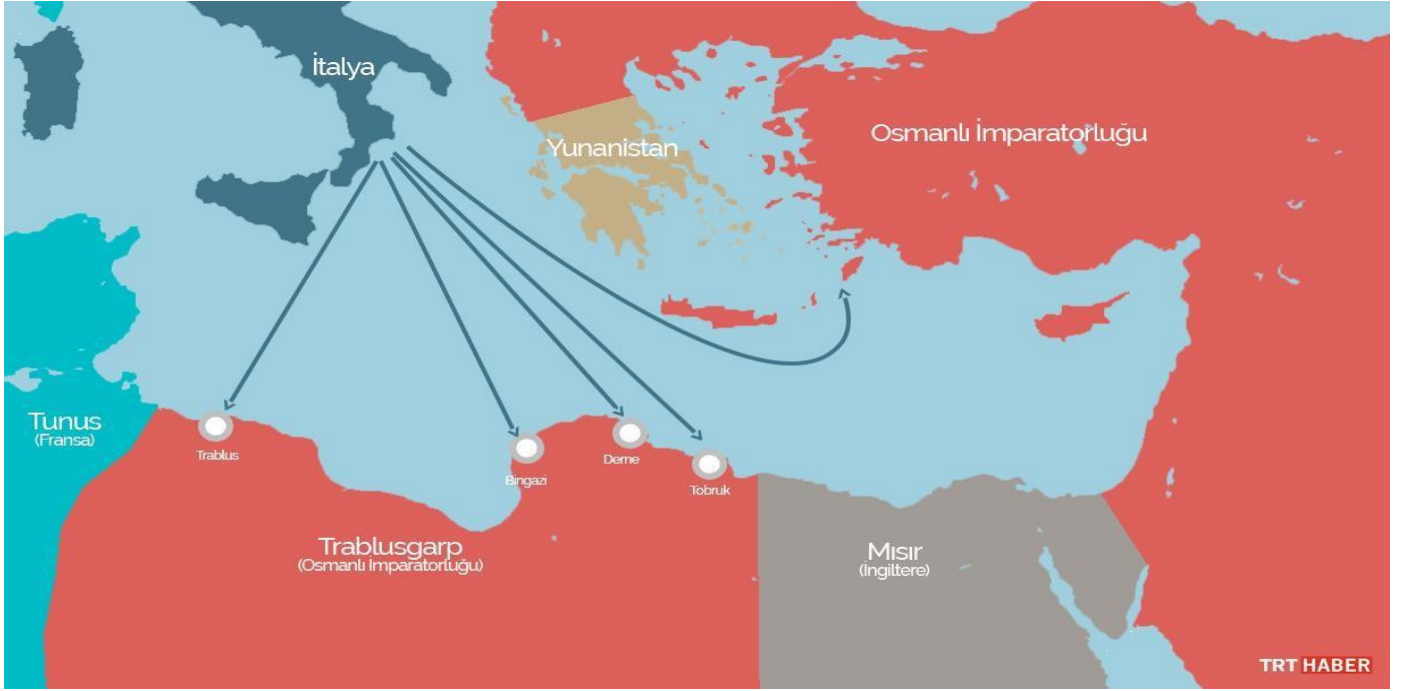 İtalya
Yunanistan
Osmanlı İmparatorluğu
Tunus
(Fransa)
Trablus
Bingazi
Derne
Tobruk
Trablusgarp
(Osmanlı İmparatorluğu)
Mısır
(İngiltere)
TRT HABER